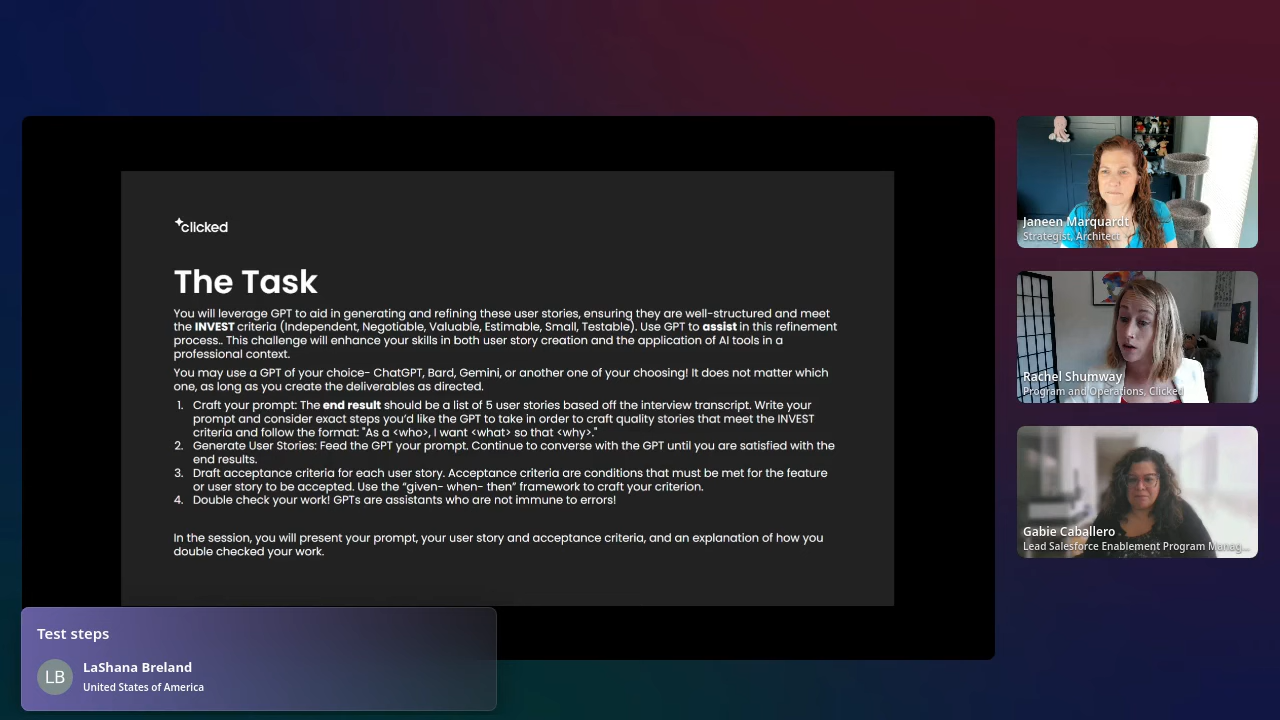 clicked
The Task
You will leverage GPT to aid in generating and refining these user stories, ensuring they are well-structured and meet
the INVEST criteria (Independent, Negotiable, Valuable, Estimable, Small, Testable). Use GPT to assist in this refinement
process.. This challenge will enhance your skills in both user story creation and the application of AI tools in a
professional context.
You may use a GPT of your choice- ChatGPT, Bard, Gemini, or another one of your choosing! It does not matter which
one, as long as you create the deliverables as directed.
1. Craft your prompt: The end result should be a list of 5 user stories based off the interview transcript. Write your
prompt and consider exact steps you'd like the GPT to take in order to craft quality stories that meet the INVEST
criteria and follow the format: "As a <who>, I want <what> so that <why>."
2. Generate User Stories: Feed the GPT your prompt. Continue to converse with the GPT until you are satisfied with the
end results.
3. Draft acceptance criteria for each user story. Acceptance criteria are conditions that must be met for the feature
or user story to be accepted. Use the "given- when- then" framework to craft your criterion.
4. Double check your work! GPTs are assistants who are not immune to errors!
In the session, you will present your prompt, your user story and acceptance criteria, and an explanation of how you
double checked your work.
Test steps
LB
LaShana Breland
United States of America
Janeen Marquardt
Strategist, Architect
Rachel Shumway
Program and Operations, Clicked
Gabie Caballero
Lead Salesforce Enablement Program Manag...